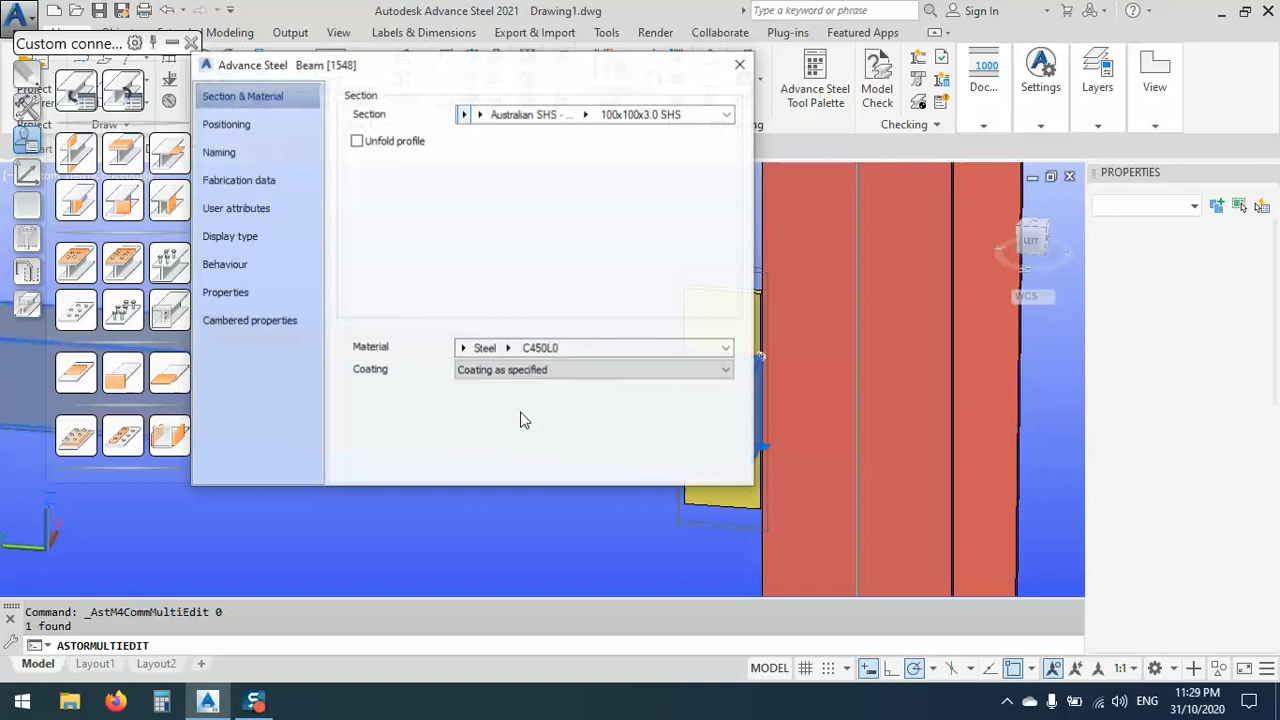 Autodesk Advance Steel 2021 Drawing1.dwg
Type a keyword or phrase
Sign In
Custom conne...
Modeling
Output
View
Labels & Dimensions
Export & Import
Tools
Render
Collaborate
Plug-ins
Featured Apps
Advance Steel Beam [1548]
Project
Draw
Section & Material
Positioning
Naming
Fabrication data
User attributes
Display type
Behaviour
Properties
Cambered properties
Section
Section
Australian SHS - ...
100x100x3.0 SHS
Unfold profile
Material
Steel
C450L0
Coating
Coating as specified
Advance Steel
Tool Palette
Model
Check
Checking
1000
Doc...
Settings
Layers
View
PROPERTIES
LEFT
WCS
Z
Command: _AstM4CommMultiEdit 0
1 found
ASTORMULTIEDIT
Model
Layout1
Layout2
+
MODEL
1:1
ENG
11:29 PM
31/10/2020